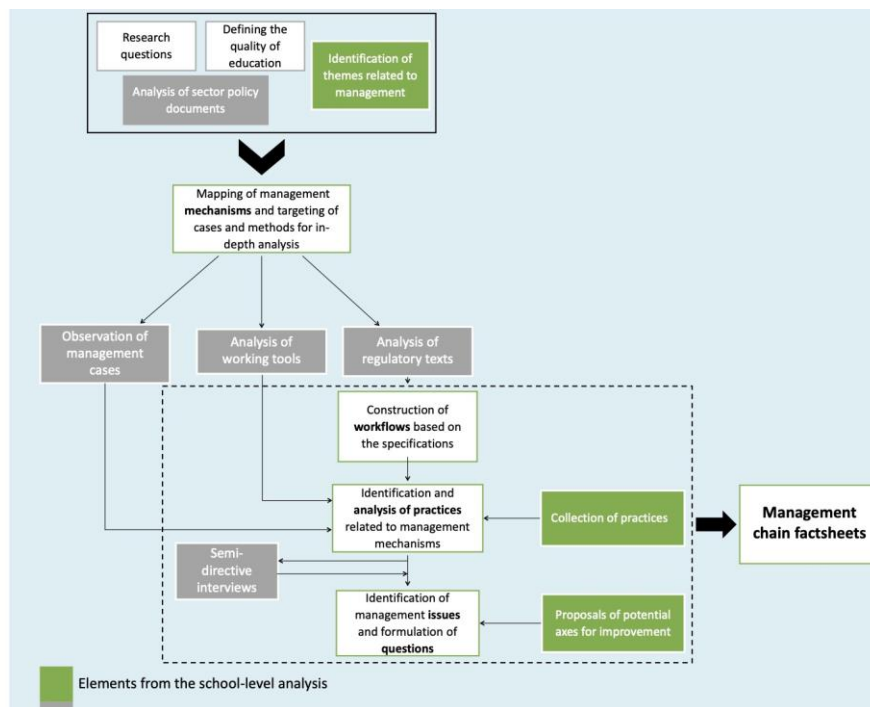 Research
questions
Defining the
quality of
education
Identification of
themes related to
management
Analysis of sector policy
documents
Mapping of management
mechanisms and targeting of
cases and methods for in-
depth analysis
Observation of
management
cases
Analysis of
working tools
Analysis of
regulatory texts
Construction of
workflows based on
the specifications
Identification and
analysis of practices
related to management
mechanisms
Collection of practices
Management
chain factsheets
Semi-
directive
interviews
Identification of
management issues
and formulation of
questions
Proposals of potential
axes for improvement
Elements from the school-level analysis